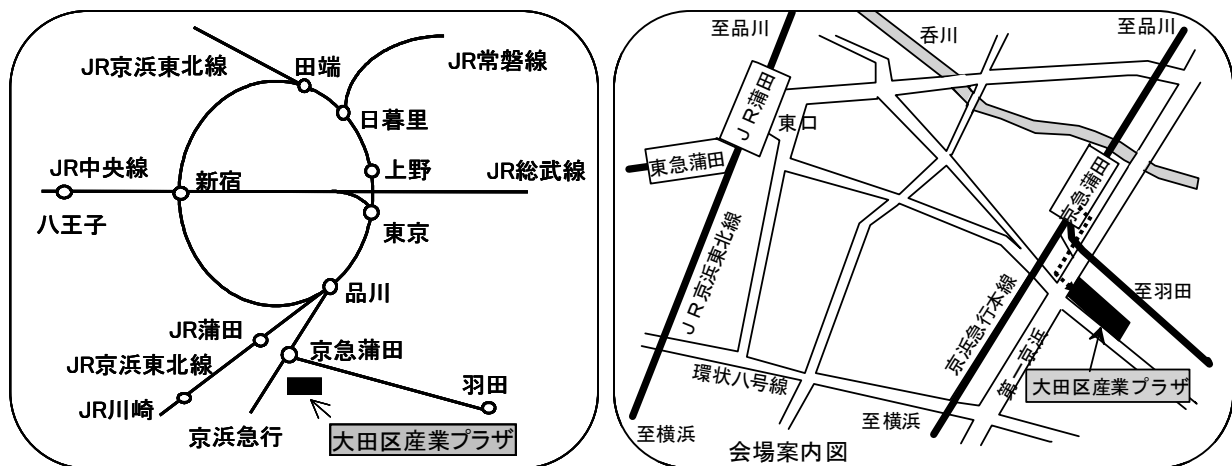 JR京浜東北線
田端
JR常磐線
日暮里
上野
JR中央線
新宿
JR総武線
八王子
東京
品川
JR蒲田
JR京浜東北線
京急蒲田
羽田
JR川崎
京浜急行
大田区産業プラザ
至品川
呑川
至品川
JR蒲田
東口
東急蒲田
京急蒲田
JR京浜東北線
至羽田
京浜急行本線
第一京浜
環状八号線
大田区産業プラザ
至横浜
至横浜
会場案内図